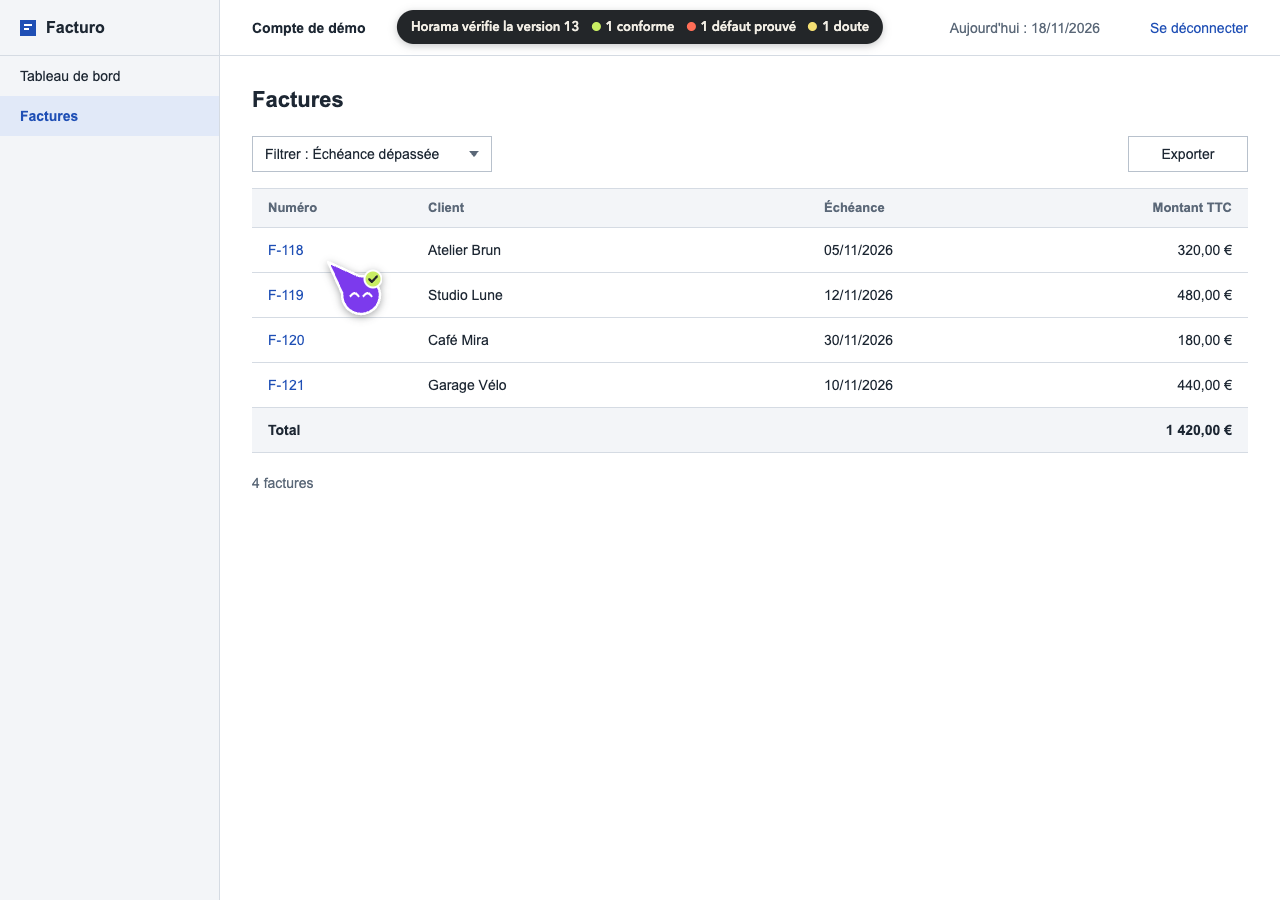 Facturo
Compte de démo
Horama vérifie la version 13 1 conforme 1 défaut prouvé 1 doute
Aujourd'hui : 18/11/2026
Se déconnecter
Tableau de bord
Factures
Factures
Filtrer : Échéance dépassée
Exporter
Numéro Client Échéance Montant TTC
F-118 Atelier Brun 05/11/2026 320,00 €
F-119 Studio Lune 12/11/2026 480,00 €
F-120 Café Mira 30/11/2026 180,00 €
F-121 Garage Vélo 10/11/2026 440,00 €
Total 1 420,00 €
4 factures